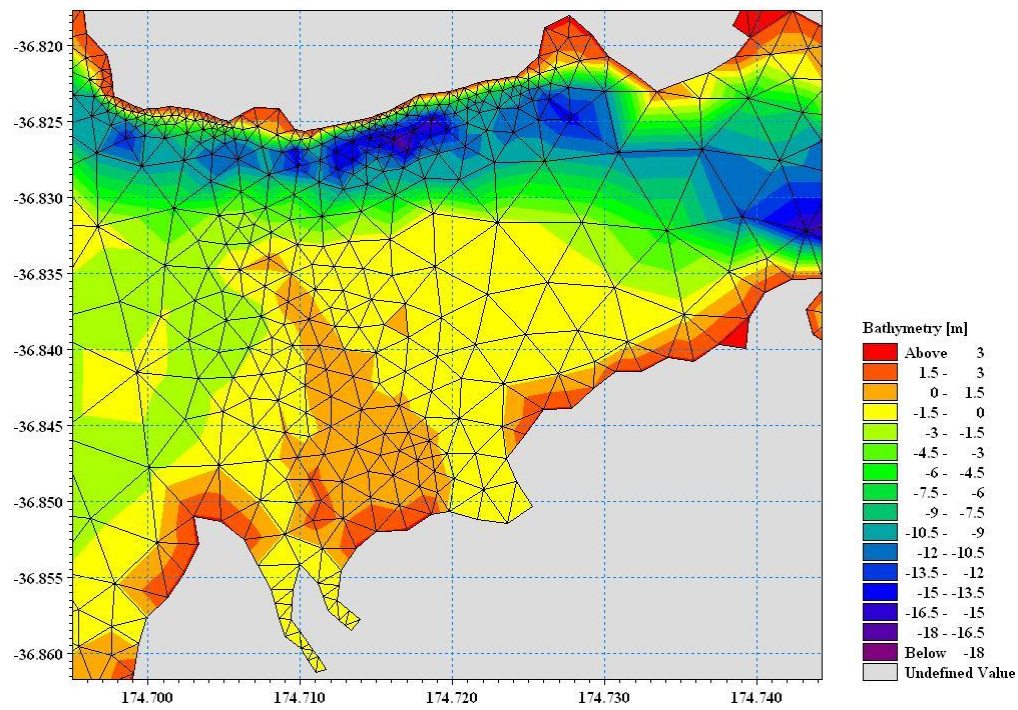 -36.820
-36.825
-36.830
-36.835
-36.840
-36.845
-36.850
-36.855
-36.860
174.700 174.710 174.720 174.730 174.740
Bathymetry [m]
Above 3
1.5 - 3
0 - 1.5
-1.5 - 0
-3 - -1.5
-4.5 - -3
-6 - -4.5
-7.5 - -6
-9 - -7.5
-10.5 - -9
-12 - -10.5
-13.5 - -12
-15 - -13.5
-16.5 - -15
-18 - -16.5
Below -18
Undefined Value